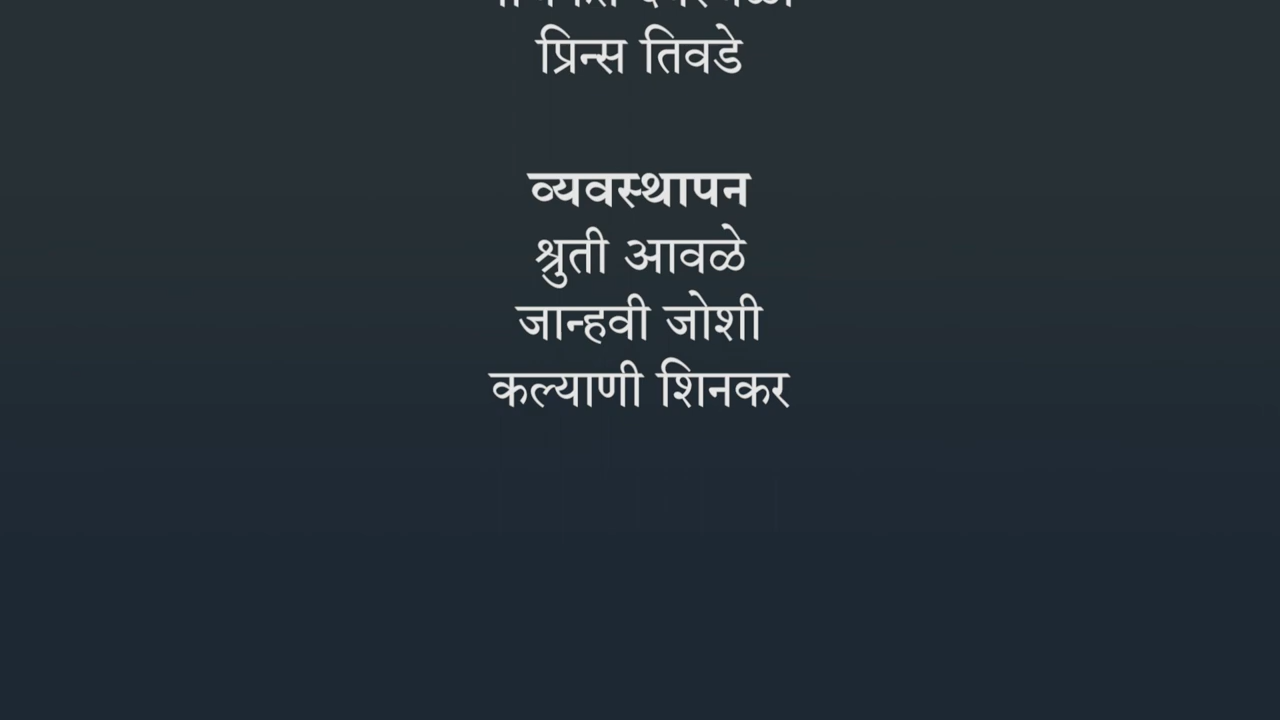 प्रिन्स तिवडे
व्यवस्थापन
श्रुती आवळे
जान्हवी जोशी
कल्याणी शिनकर